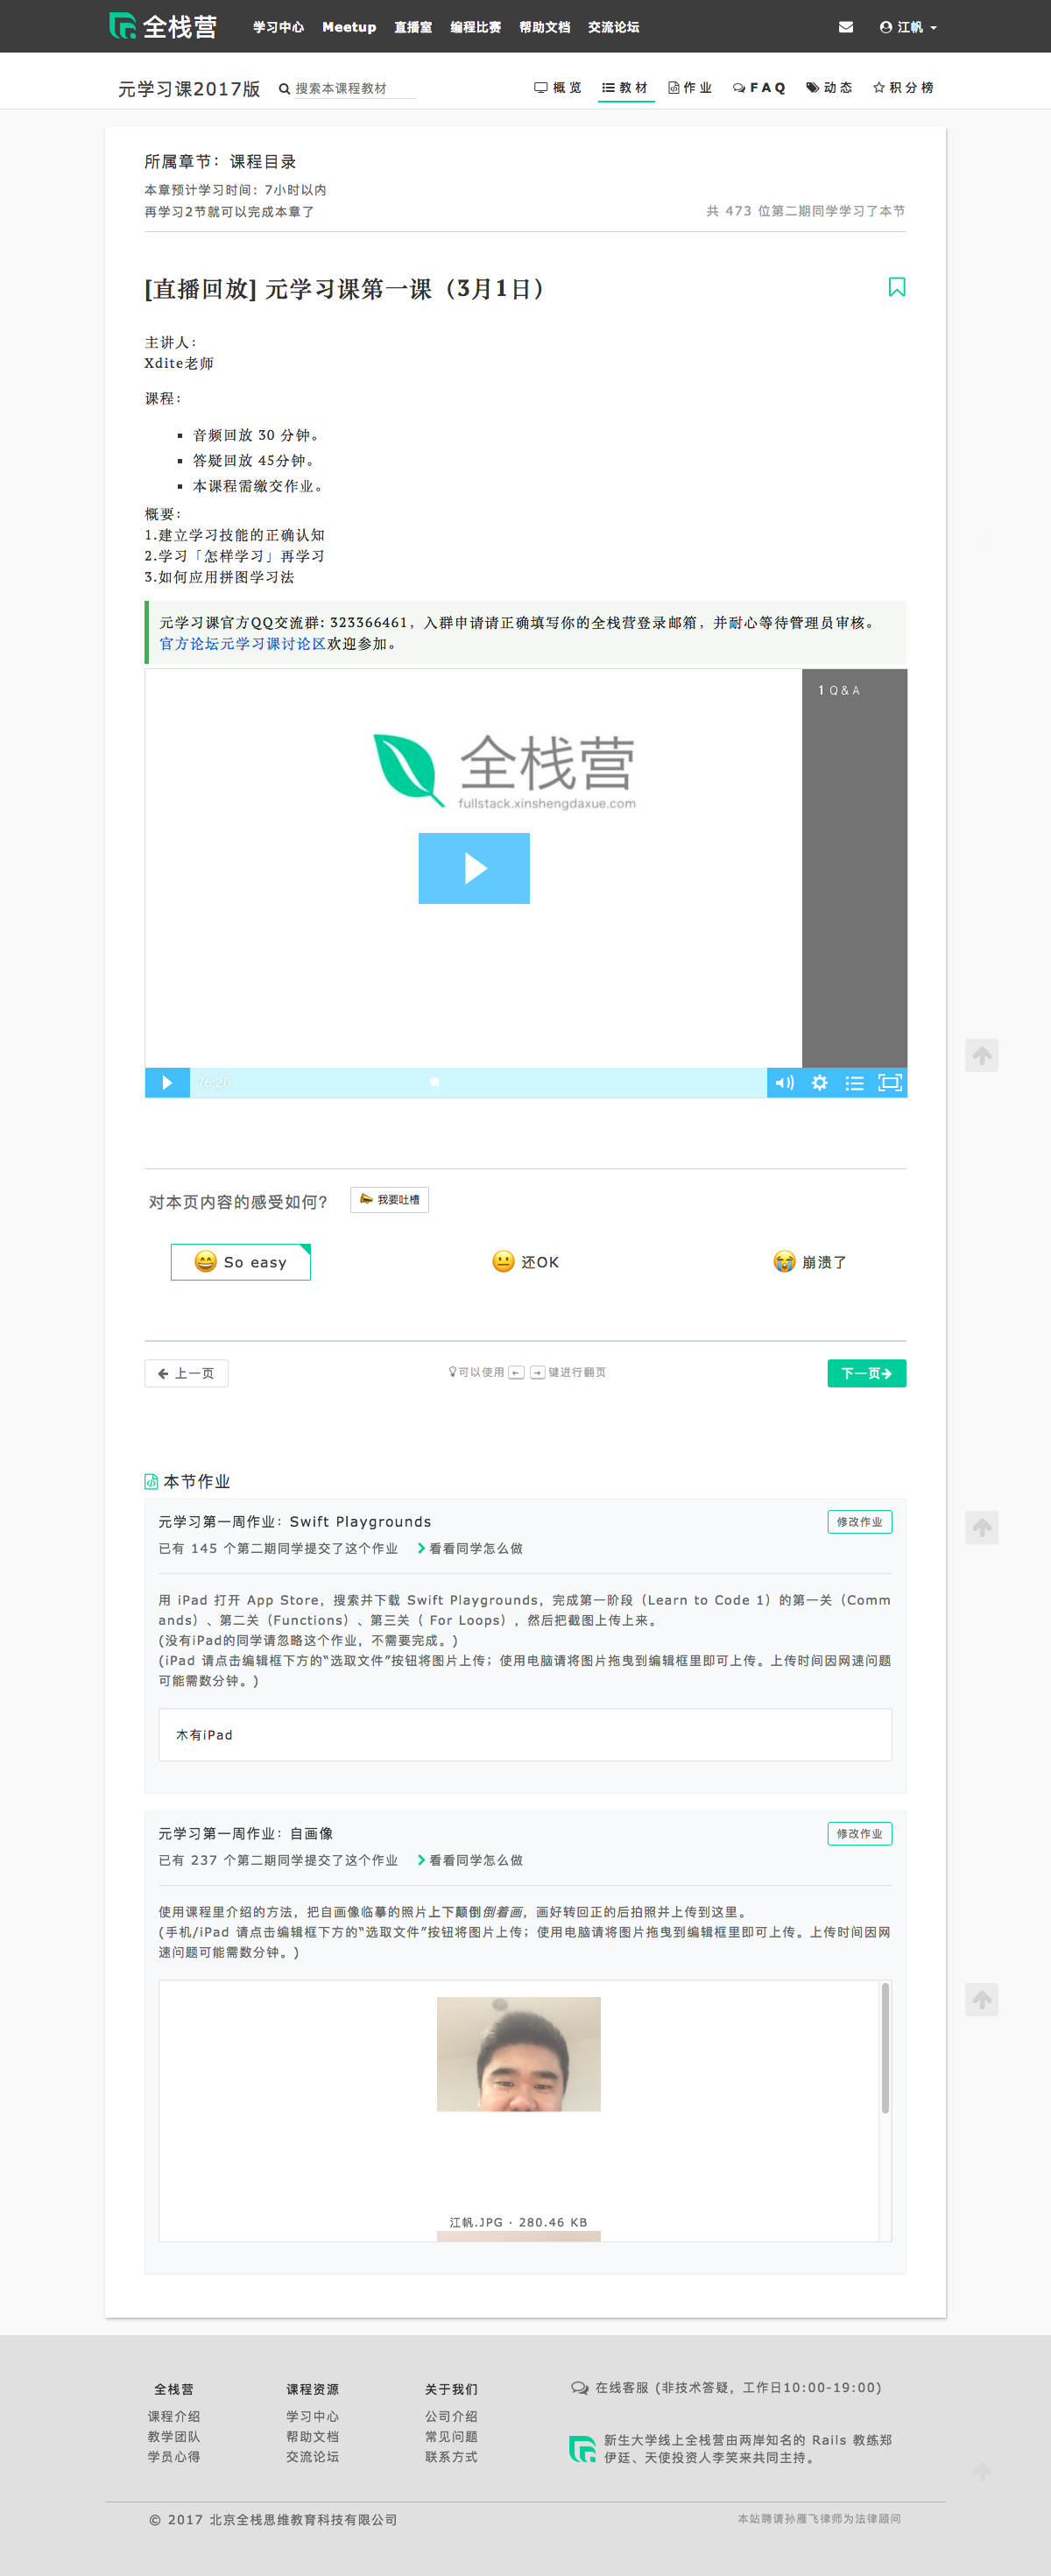 全栈营 学习中心 Meetup 直播室 编程比赛 帮助文档 交流论坛 江帆
元学习课2017版 搜索本课程教材 概览 教材 作业 FAQ 动态 积分榜
所属章节：课程目录
本章预计学习时间：7小时以内
再学习2节就可以完成本章了 共 473 位第二期同学学习了本节
[直播回放] 元学习课第一课（3月1日）
主讲人：
Xdite老师
课程：
音频回放 30 分钟。
答疑回放 45分钟。
本课程需缴交作业。
概要：
1.建立学习技能的正确认知
2.学习「怎样学习」再学习
3.如何应用拼图学习法
元学习课官方QQ交流群: 323366461，入群申请请正确填写你的全栈营登录邮箱，并耐心等待管理员审核。
官方论坛元学习课讨论区欢迎参加。
1 Q&A
全栈营
fullstack.xinshengdaxue.com
76:20
对本页内容的感受如何？ 我要吐槽
So easy 还OK 崩溃了
上一页 可以使用 ← → 键进行翻页 下一页
本节作业
元学习第一周作业：Swift Playgrounds 修改作业
已有 145 个第二期同学提交了这个作业 看看同学怎么做
用 iPad 打开 App Store，搜索并下载 Swift Playgrounds，完成第一阶段（Learn to Code 1）的第一关（Comm
ands）、第二关（Functions）、第三关（ For Loops），然后把截图上传上来。
(没有iPad的同学请忽略这个作业，不需要完成。)
(iPad 请点击编辑框下方的“选取文件”按钮将图片上传；使用电脑请将图片拖曳到编辑框里即可上传。上传时间因网速问题
可能需数分钟。)
木有iPad
元学习第一周作业：自画像 修改作业
已有 237 个第二期同学提交了这个作业 看看同学怎么做
使用课程里介绍的方法，把自画像临摹的照片上下颠倒倒着画，画好转回正的后拍照并上传到这里。
(手机/iPad 请点击编辑框下方的“选取文件”按钮将图片上传；使用电脑请将图片拖曳到编辑框里即可上传。上传时间因网
速问题可能需数分钟。)
江帆.JPG · 280.46 KB
全栈营 课程资源 关于我们 在线客服 (非技术答疑，工作日10:00-19:00)
课程介绍 学习中心 公司介绍
教学团队 帮助文档 常见问题 新生大学线上全栈营由两岸知名的 Rails 教练郑
学员心得 交流论坛 联系方式 伊廷、天使投资人李笑来共同主持。
© 2017 北京全栈思维教育科技有限公司 本站聘请孙雁飞律师为法律顾问